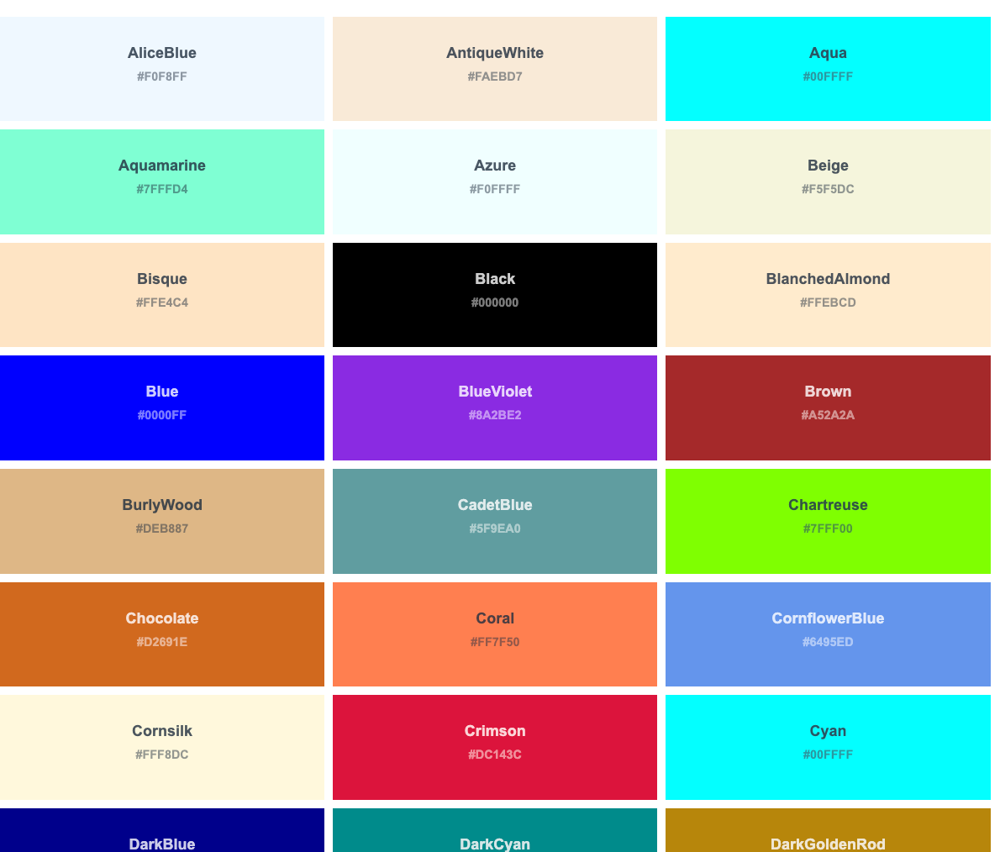 AliceBlue
#F0F8FF
AntiqueWhite
#FAEBD7
Aqua
#00FFFF
Aquamarine
#7FFFD4
Azure
#F0FFFF
Beige
#F5F5DC
Bisque
#FFE4C4
Black
#000000
BlanchedAlmond
#FFEBCD
Blue
#0000FF
BlueViolet
#8A2BE2
Brown
#A52A2A
BurlyWood
#DEB887
CadetBlue
#5F9EA0
Chartreuse
#7FFF00
Chocolate
#D2691E
Coral
#FF7F50
CornflowerBlue
#6495ED
Cornsilk
#FFF8DC
Crimson
#DC143C
Cyan
#00FFFF
DarkBlue
DarkCyan
DarkGoldenRod